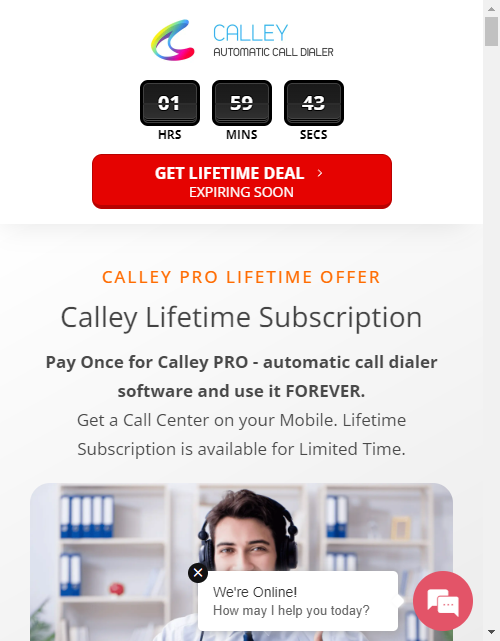 CALLEY
AUTOMATIC CALL DIALER
01 59 43
HRS MINS SECS
GET LIFETIME DEAL
EXPIRING SOON
CALLEY PRO LIFETIME OFFER
Calley Lifetime Subscription
Pay Once for Calley PRO - automatic call dialer
software and use it FOREVER.
Get a Call Center on your Mobile. Lifetime
Subscription is available for Limited Time.
We're Online!
How may I help you today?